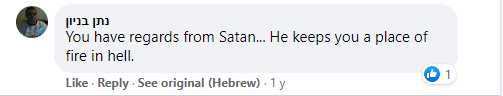 נתן בניון
You have regards from Satan... He keeps you a place of
fire in hell.
Like · Reply · See original (Hebrew) · 1 y
1